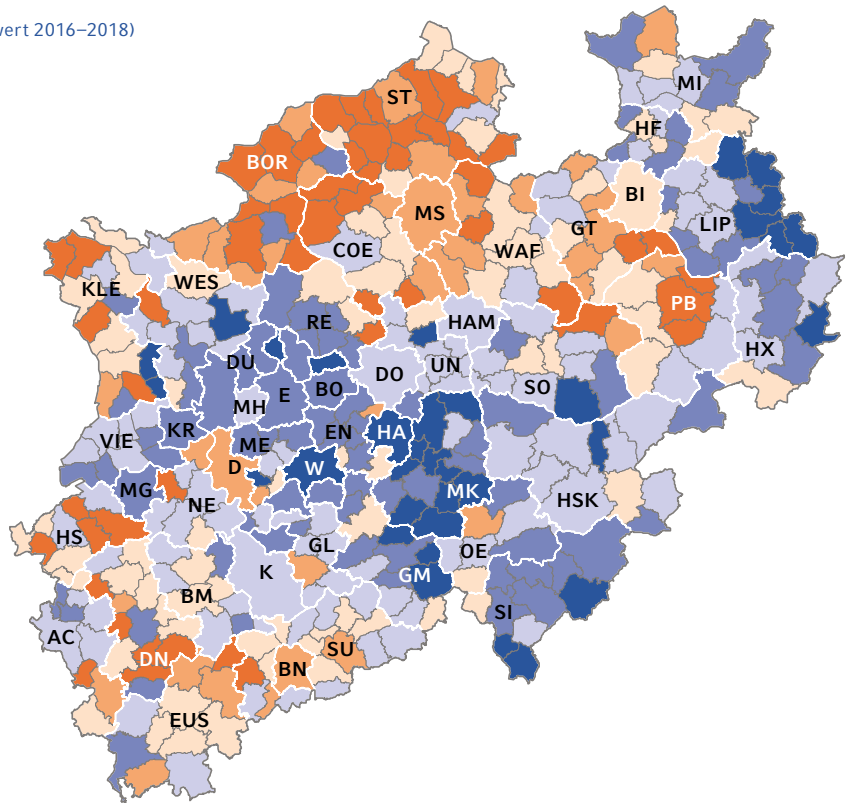 wert 2016–2018)
ST
MI
HF
BOR
BI
MS
GT
LIP
COE
WAF
WES
KLE
PB
RE
HAM
HX
DU
UN
DO
SO
E
BO
MH
KR
EN
HA
VIE
ME
D
W
MG
MK
NE
HSK
HS
GL
OE
K
GM
BM
SI
AC
SU
DN
BN
EUS